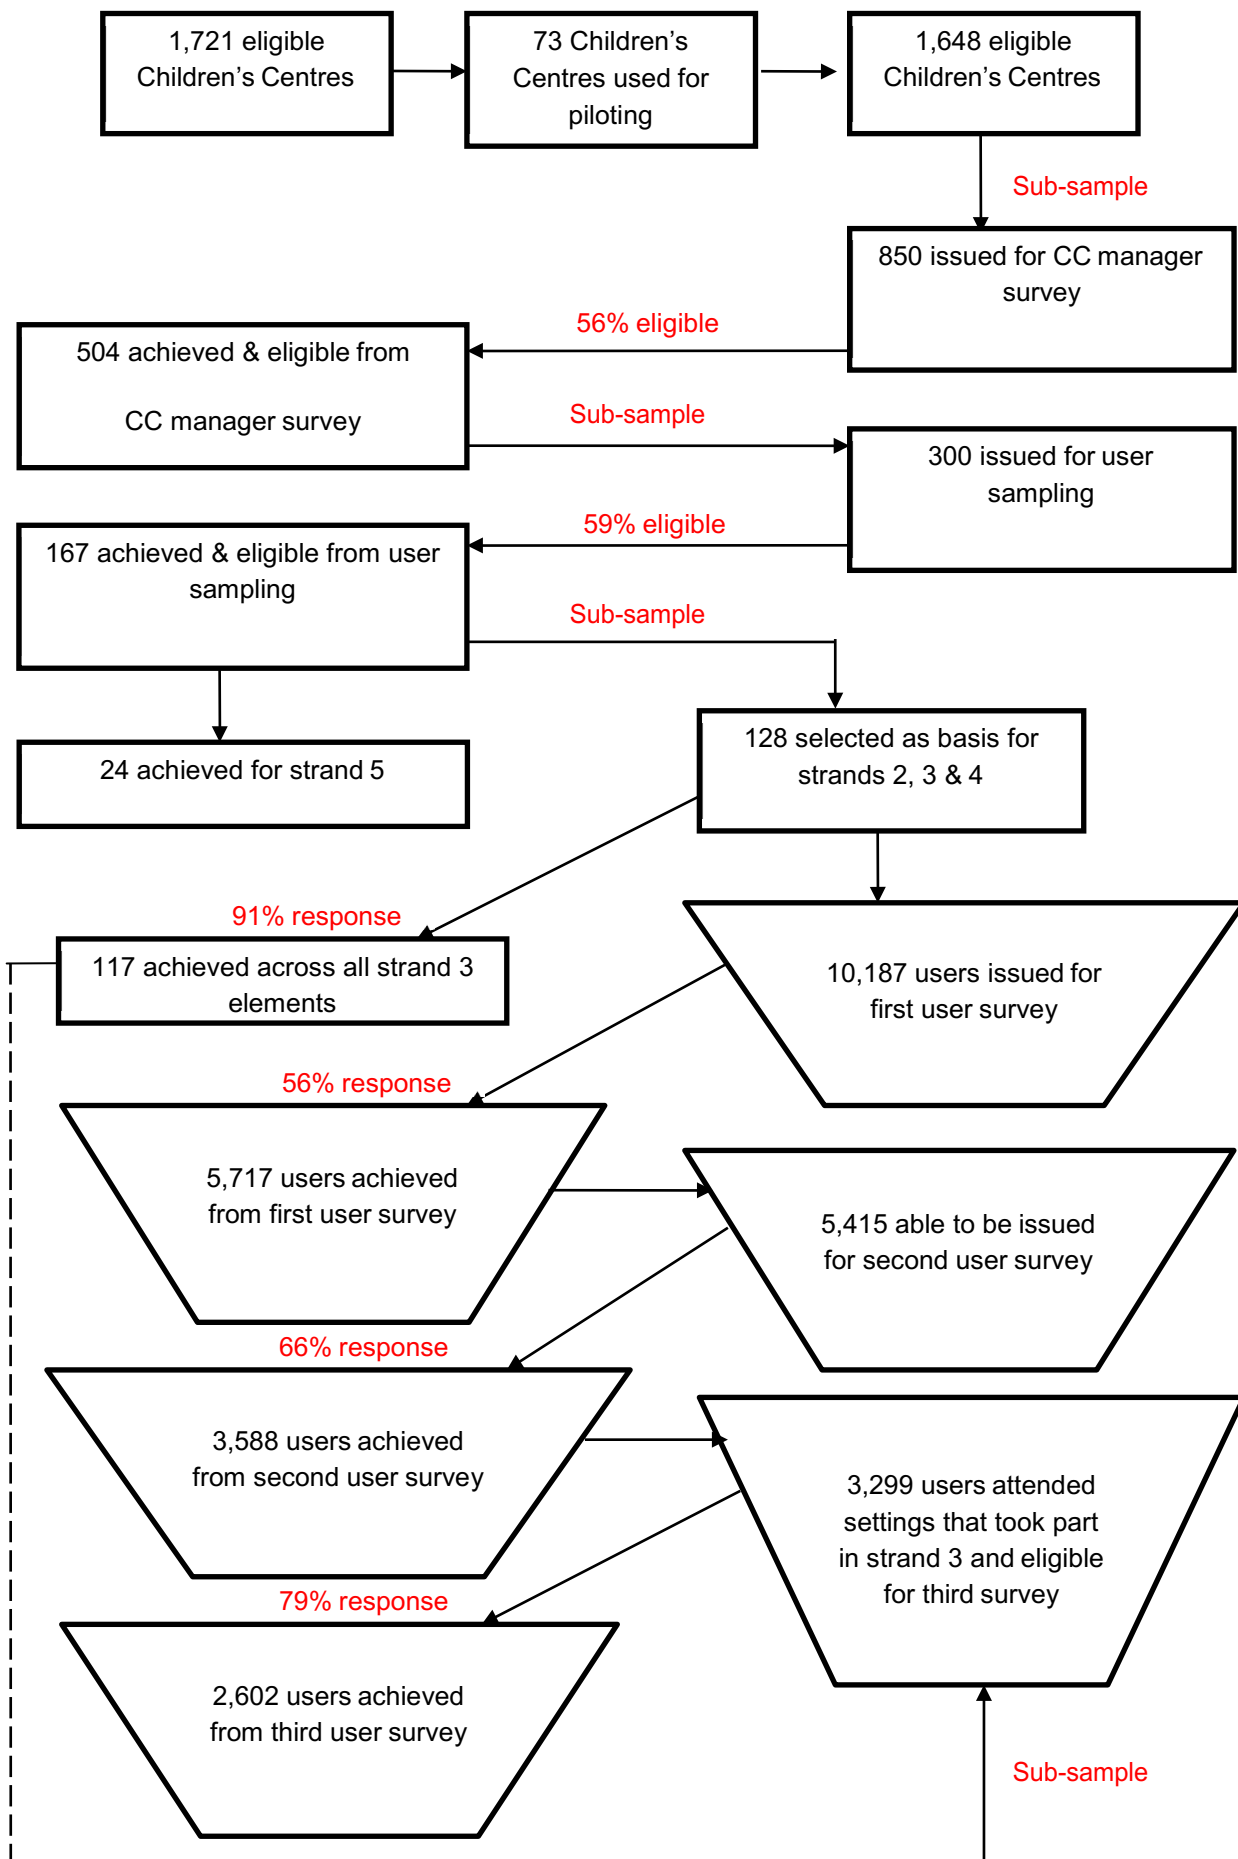 1,721 eligible
Children’s Centres
73 Children’s
Centres used for
piloting
1,648 eligible
Children’s Centres
Sub-sample
850 issued for CC manager
survey
56% eligible
504 achieved & eligible from
CC manager survey
Sub-sample
300 issued for user
sampling
59% eligible
167 achieved & eligible from user
sampling
Sub-sample
24 achieved for strand 5
128 selected as basis for
strands 2, 3 & 4
91% response
117 achieved across all strand 3
elements
10,187 users issued for
first user survey
56% response
5,717 users achieved
from first user survey
5,415 able to be issued
for second user survey
66% response
3,588 users achieved
from second user survey
3,299 users attended
settings that took part
in strand 3 and eligible
for third survey
79% response
2,602 users achieved
from third user survey
Sub-sample